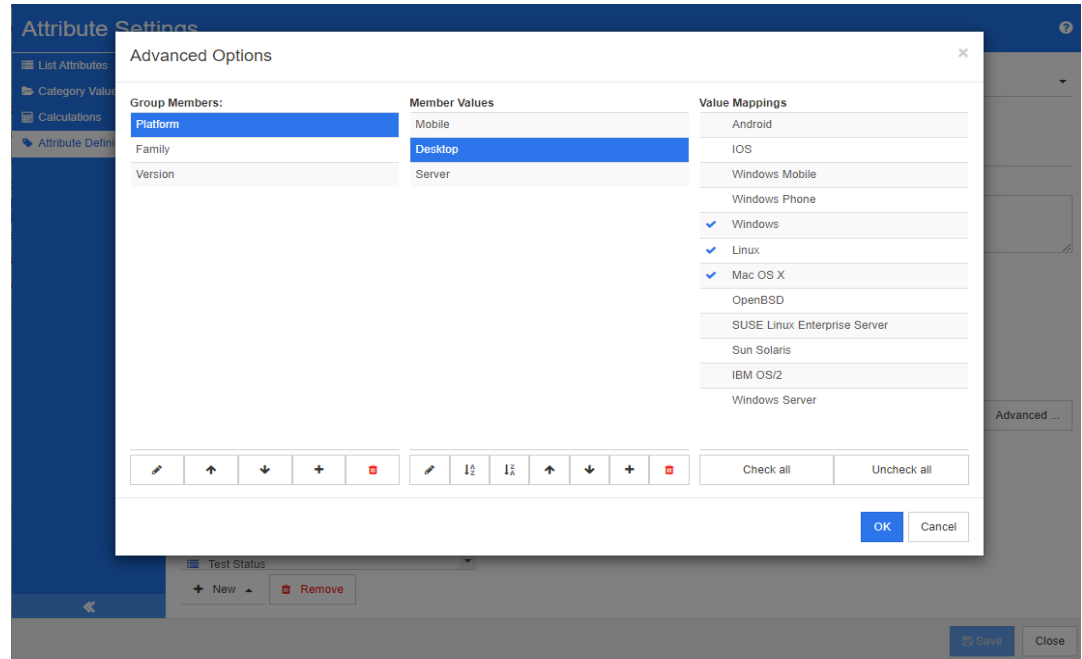 Attribute Settings
List Attributes
Category Value
Calculations
Attribute Defini
Advanced Options
Group Members:
Platform
Family
Version
Member Values
Mobile
Desktop
Server
Value Mappings
Android
IOS
Windows Mobile
Windows Phone
Windows
Linux
Mac OS X
OpenBSD
SUSE Linux Enterprise Server
Sun Solaris
IBM OS/2
Windows Server
Check all
Uncheck all
OK
Cancel
Advanced ...
Test Status
New
Remove
Save
Close